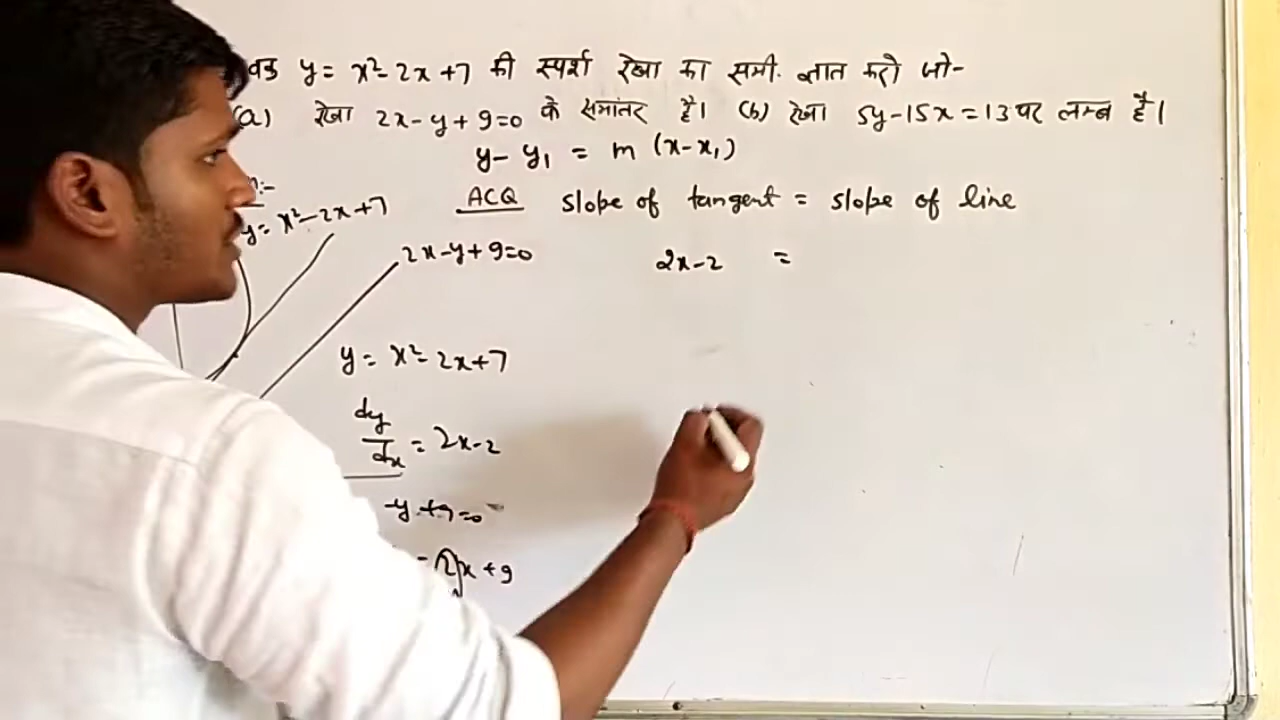 वक्र y = x²-2x+7 की स्पर्श रेखा का समी. ज्ञात करो जो-
(a) रेखा 2x-y+9=0 के समांतर है। (b) रेखा 5y-15x=13 पर लम्ब है।
y-y₁ = m (x-x₁)
ACQ slope of tangent = slope of line
y= x²-2x+7
2x-y+9=0
2x-2 =
y= x²-2x+7
dy/dx = 2x-2
-y+9=0
= 2x+9